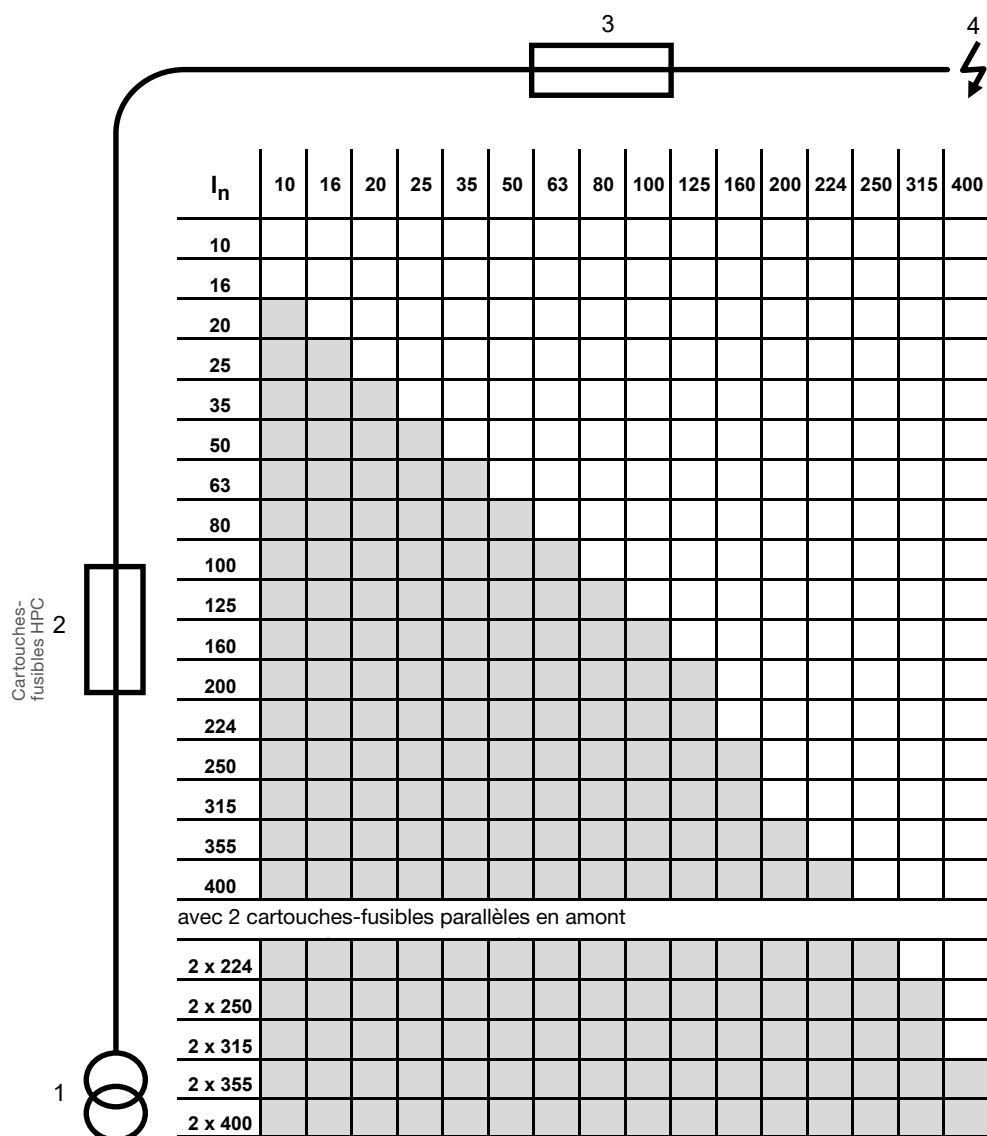 3
4
In 10 16 20 25 35 50 63 80 100 125 160 200 224 250 315 400
10
16
20
25
35
50
63
80
100
125
160
200
224
250
315
355
400
Cartouches-
fusibles HPC
2
avec 2 cartouches-fusibles parallèles en amont
2 x 224
2 x 250
2 x 315
2 x 355
2 x 400
1